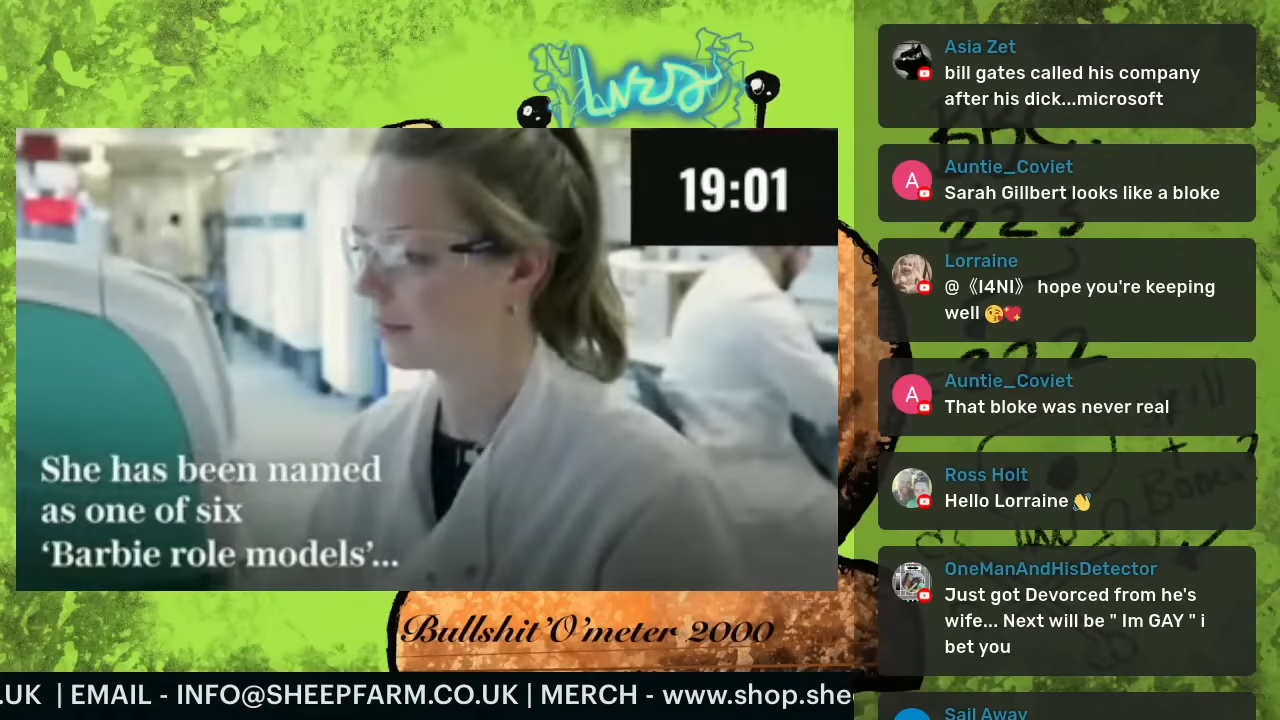 19:01
She has been named
as one of six
‘Barbie role models’...
Bullshit’O’meter 2000
.UK | EMAIL - INFO@SHEEPFARM.CO.UK | MERCH - www.shop.she
Asia Zet
bill gates called his company
after his dick...microsoft
A
Auntie_Coviet
Sarah Gillbert looks like a bloke
Lorraine
@《I4NI》 hope you're keeping
well 😘💖
A
Auntie_Coviet
That bloke was never real
Ross Holt
Hello Lorraine 👋
OneManAndHisDetector
Just got Devorced from he's
wife... Next will be " Im GAY " i
bet you
Sail Away